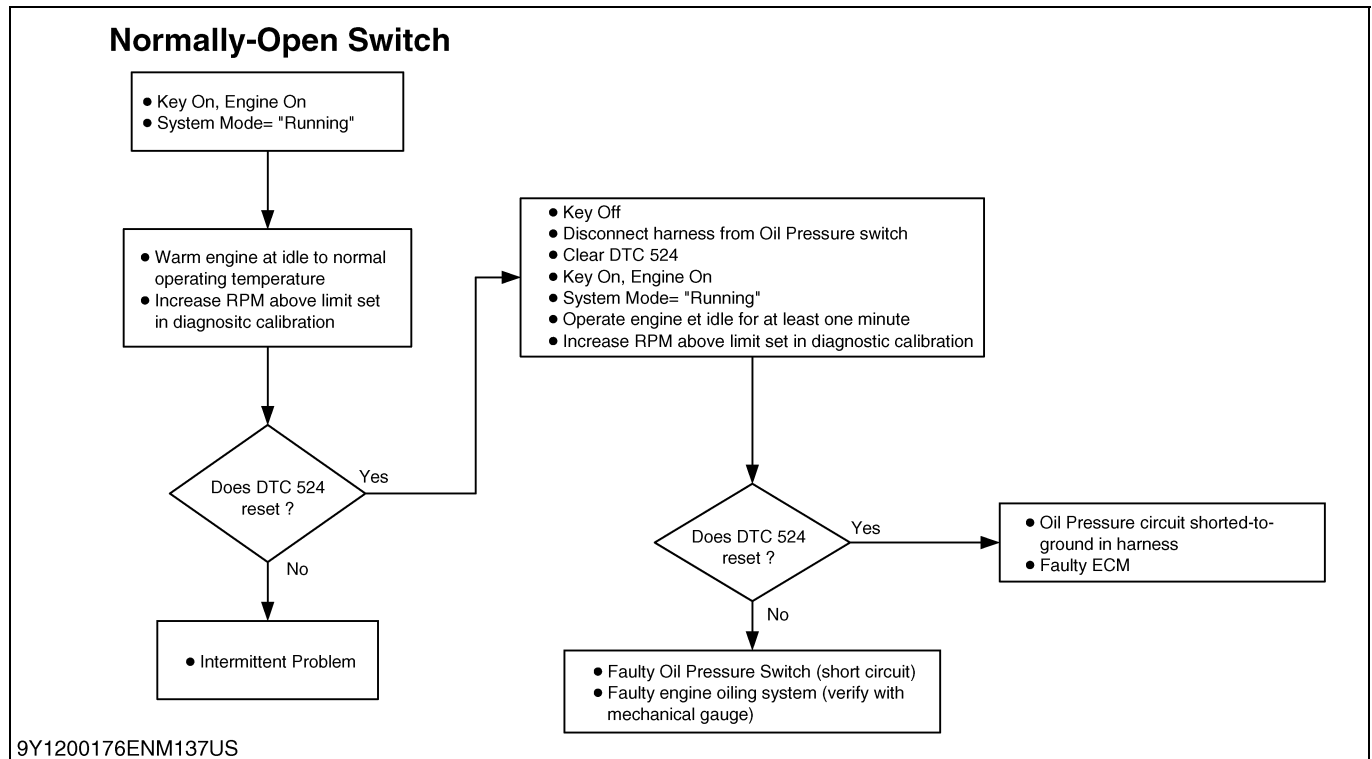 Normally-Open Switch
● Key On, Engine On
● System Mode= "Running"
● Warm engine at idle to normal
operating temperature
● Increase RPM above limit set
in diagnositc calibration
Does DTC 524
reset ?
Yes
No
● Intermittent Problem
● Key Off
● Disconnect harness from Oil Pressure switch
● Clear DTC 524
● Key On, Engine On
● System Mode= "Running"
● Operate engine et idle for at least one minute
● Increase RPM above limit set in diagnostic calibration
Does DTC 524
reset ?
Yes
● Oil Pressure circuit shorted-to-
ground in harness
● Faulty ECM
No
● Faulty Oil Pressure Switch (short circuit)
● Faulty engine oiling system (verify with
mechanical gauge)
9Y1200176ENM137US